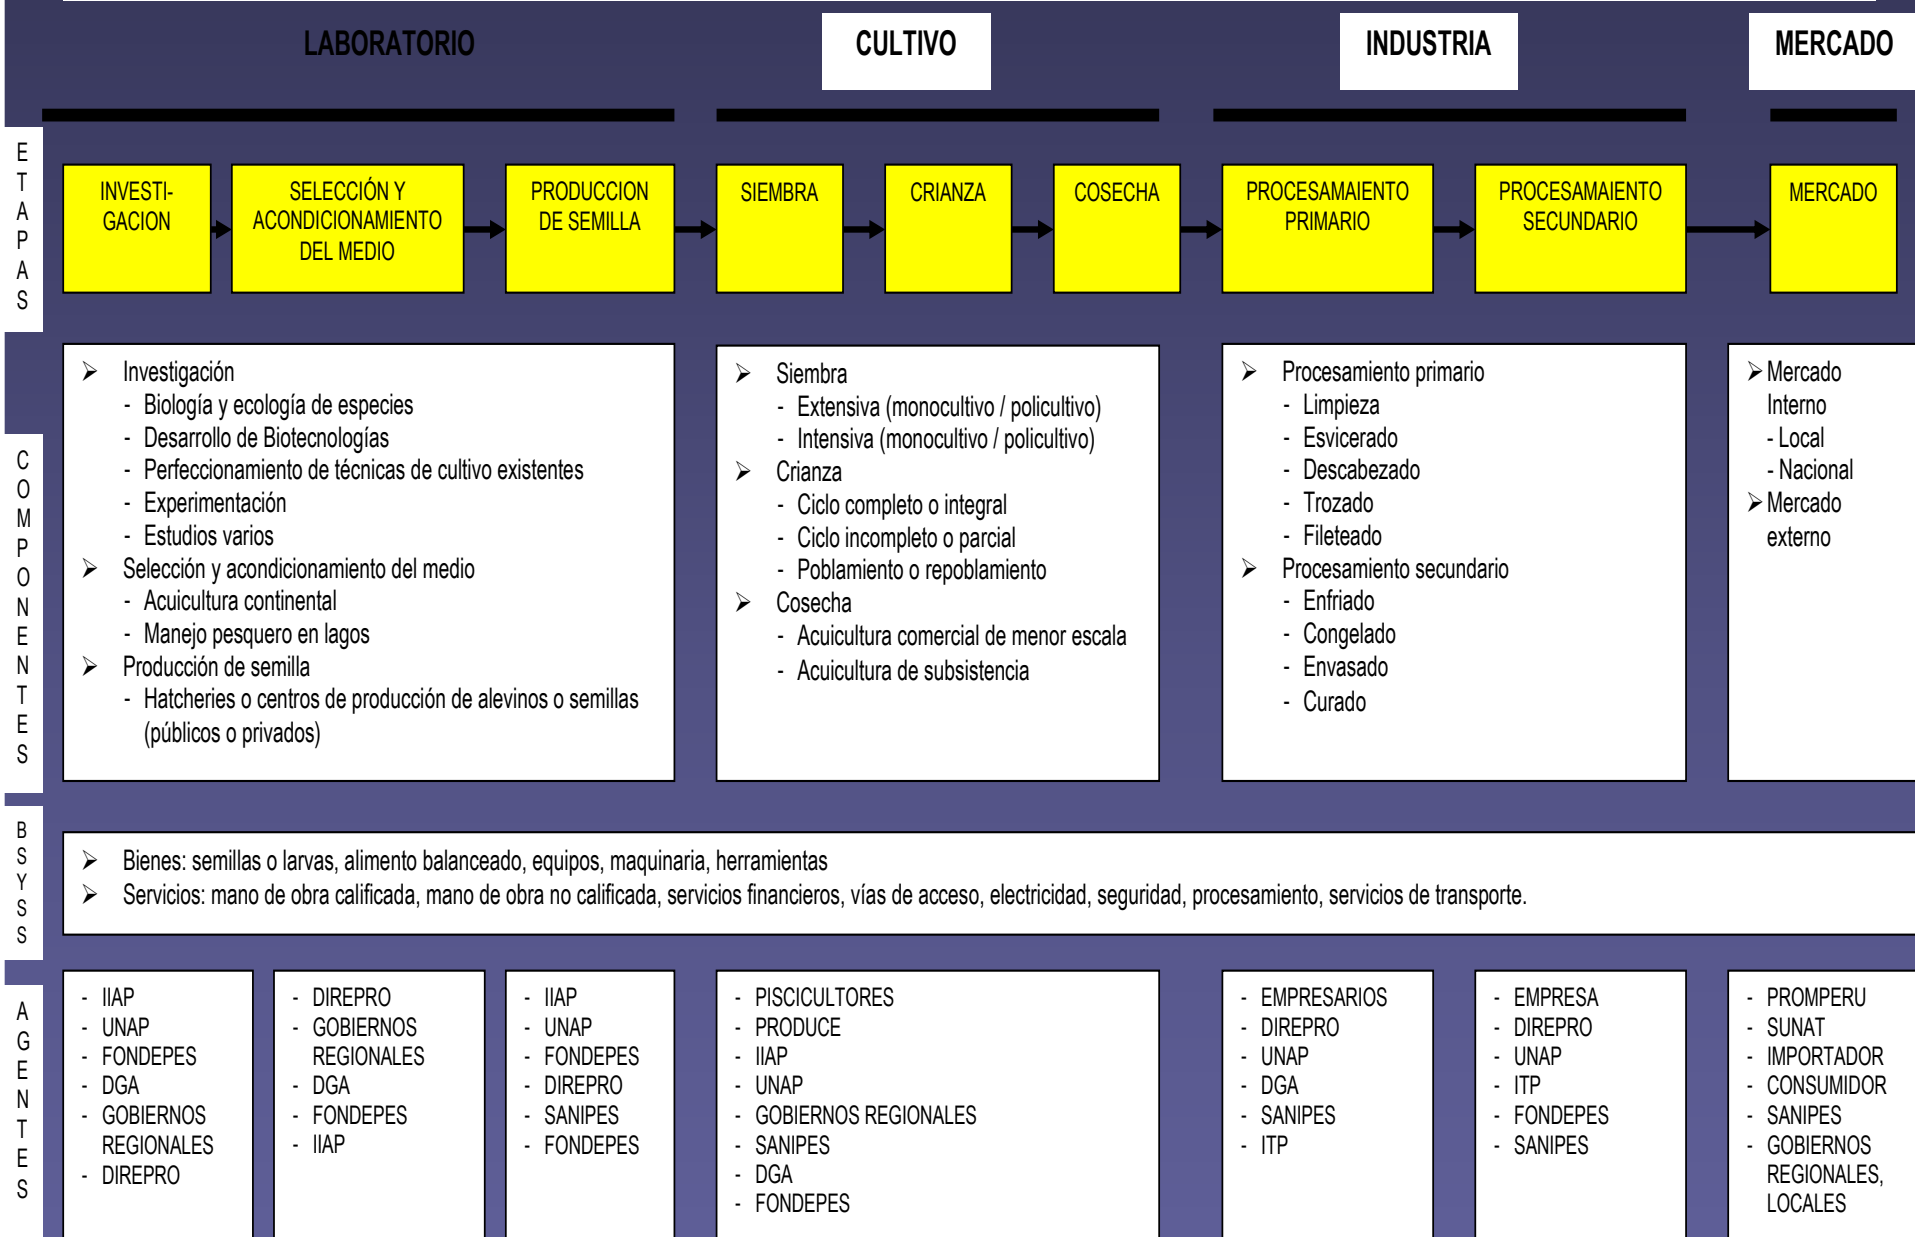 LABORATORIO
CULTIVO
INDUSTRIA
MERCADO
ETAPAS
INVESTI-
GACION
SELECCIÓN Y
ACONDICIONAMIENTO
DEL MEDIO
PRODUCCION
DE SEMILLA
SIEMBRA
CRIANZA
COSECHA
PROCESAMAIENTO
PRIMARIO
PROCESAMAIENTO
SECUNDARIO
MERCADO
COMPONENTES
➢ Investigación
- Biología y ecología de especies
- Desarrollo de Biotecnologías
- Perfeccionamiento de técnicas de cultivo existentes
- Experimentación
- Estudios varios
➢ Selección y acondicionamiento del medio
- Acuicultura continental
- Manejo pesquero en lagos
➢ Producción de semilla
- Hatcheries o centros de producción de alevinos o semillas
(públicos o privados)
➢ Siembra
- Extensiva (monocultivo / policultivo)
- Intensiva (monocultivo / policultivo)
➢ Crianza
- Ciclo completo o integral
- Ciclo incompleto o parcial
- Poblamiento o repoblamiento
➢ Cosecha
- Acuicultura comercial de menor escala
- Acuicultura de subsistencia
➢ Procesamiento primario
- Limpieza
- Esvicerado
- Descabezado
- Trozado
- Fileteado
➢ Procesamiento secundario
- Enfriado
- Congelado
- Envasado
- Curado
➢ Mercado
Interno
- Local
- Nacional
➢ Mercado
externo
BSYSS
➢ Bienes: semillas o larvas, alimento balanceado, equipos, maquinaria, herramientas
➢ Servicios: mano de obra calificada, mano de obra no calificada, servicios financieros, vías de acceso, electricidad, seguridad, procesamiento, servicios de transporte.
AGENTES
- IIAP
- UNAP
- FONDEPES
- DGA
- GOBIERNOS
REGIONALES
- DIREPRO
- DIREPRO
- GOBIERNOS
REGIONALES
- DGA
- FONDEPES
- IIAP
- IIAP
- UNAP
- FONDEPES
- DIREPRO
- SANIPES
- FONDEPES
- PISCICULTORES
- PRODUCE
- IIAP
- UNAP
- GOBIERNOS REGIONALES
- SANIPES
- DGA
- FONDEPES
- EMPRESARIOS
- DIREPRO
- UNAP
- DGA
- SANIPES
- ITP
- EMPRESA
- DIREPRO
- UNAP
- ITP
- FONDEPES
- SANIPES
- PROMPERU
- SUNAT
- IMPORTADOR
- CONSUMIDOR
- SANIPES
- GOBIERNOS
REGIONALES,
LOCALES